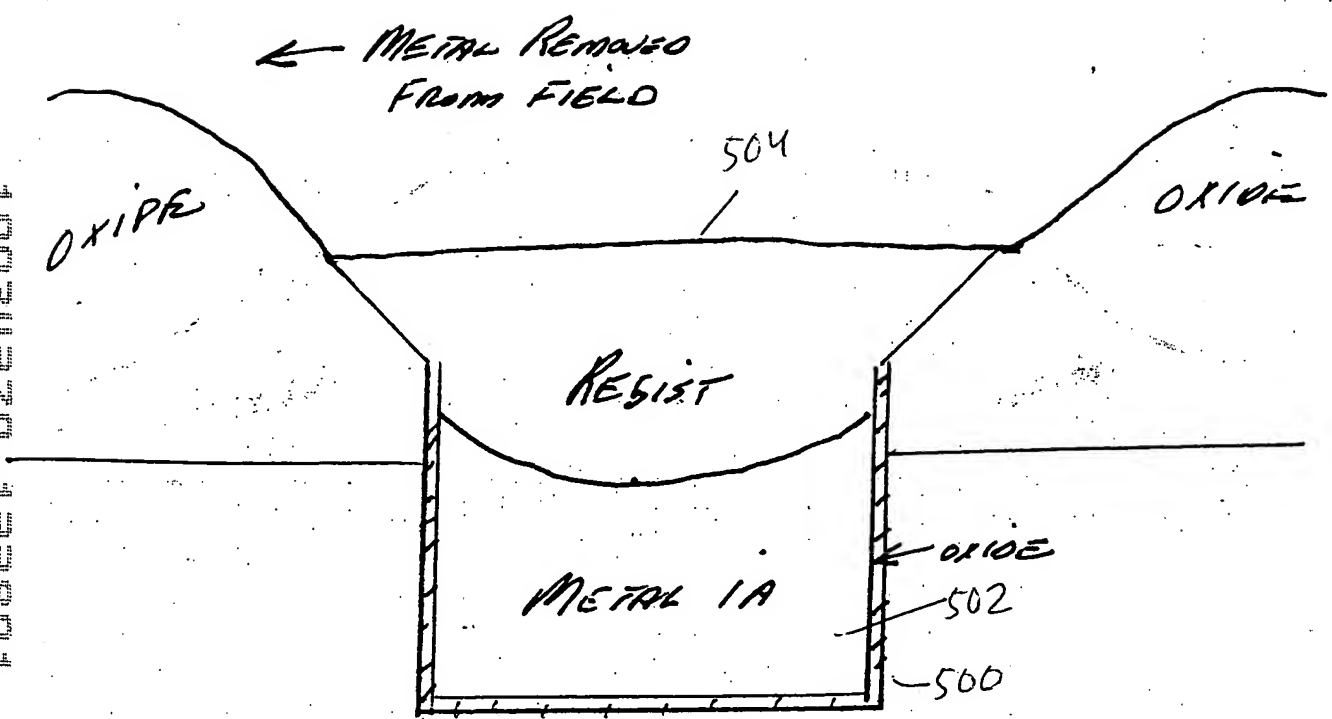 ← METAL REMOVED
FROM FIELD
504
OXIDE
OXIDE
RESIST
OXIDE
METAL 1A
502
500